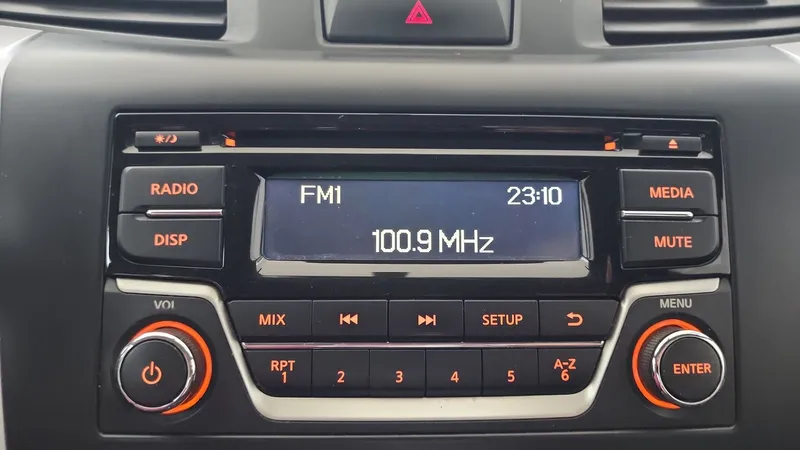 RADIO
DISP
FM1 23:10
100.9 MHz
MEDIA
MUTE
VOL
MIX SETUP
RPT A-Z
1 2 3 4 5 6
MENU
ENTER